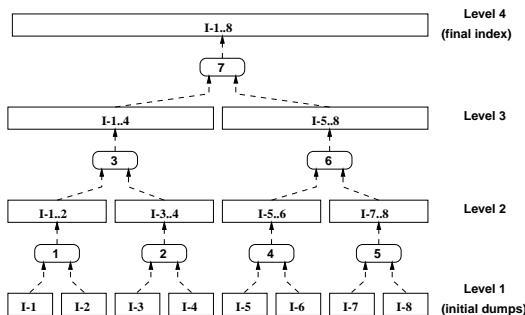 Level 4
I-1..8
(final index)
7
I-1..4
I-5..8
Level 3
3
6
I-1..2
I-3..4
I-5..6
I-7..8
Level 2
1
2
4
5
Level 1
I-1
I-2
I-3
I-4
I-5
I-6
I-7
I-8
(initial dumps)